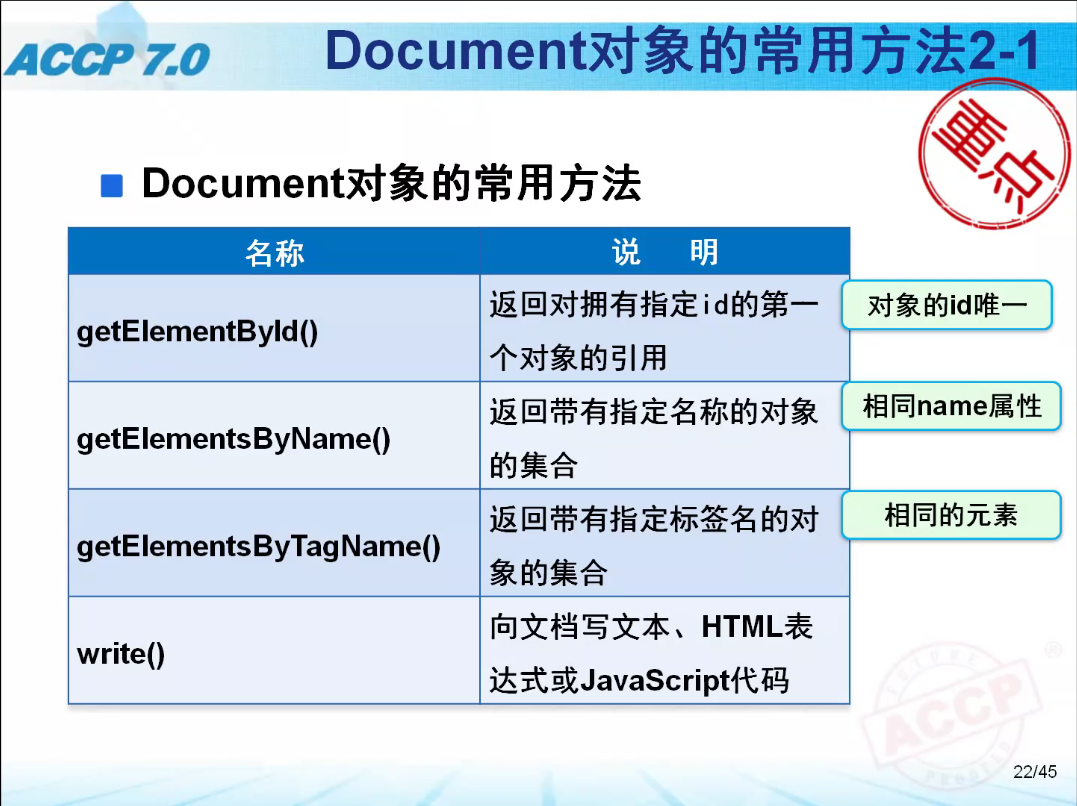 ACCP 7.0
Document对象的常用方法2-1
重点
Document对象的常用方法
名称
说 明
getElementById()
返回对拥有指定id的第一
个对象的引用
对象的id唯一
getElementsByName()
返回带有指定名称的对象
的集合
相同name属性
getElementsByTagName()
返回带有指定标签名的对
象的集合
相同的元素
write()
向文档写文本、HTML表
达式或JavaScript代码
ACCP
®
22/45